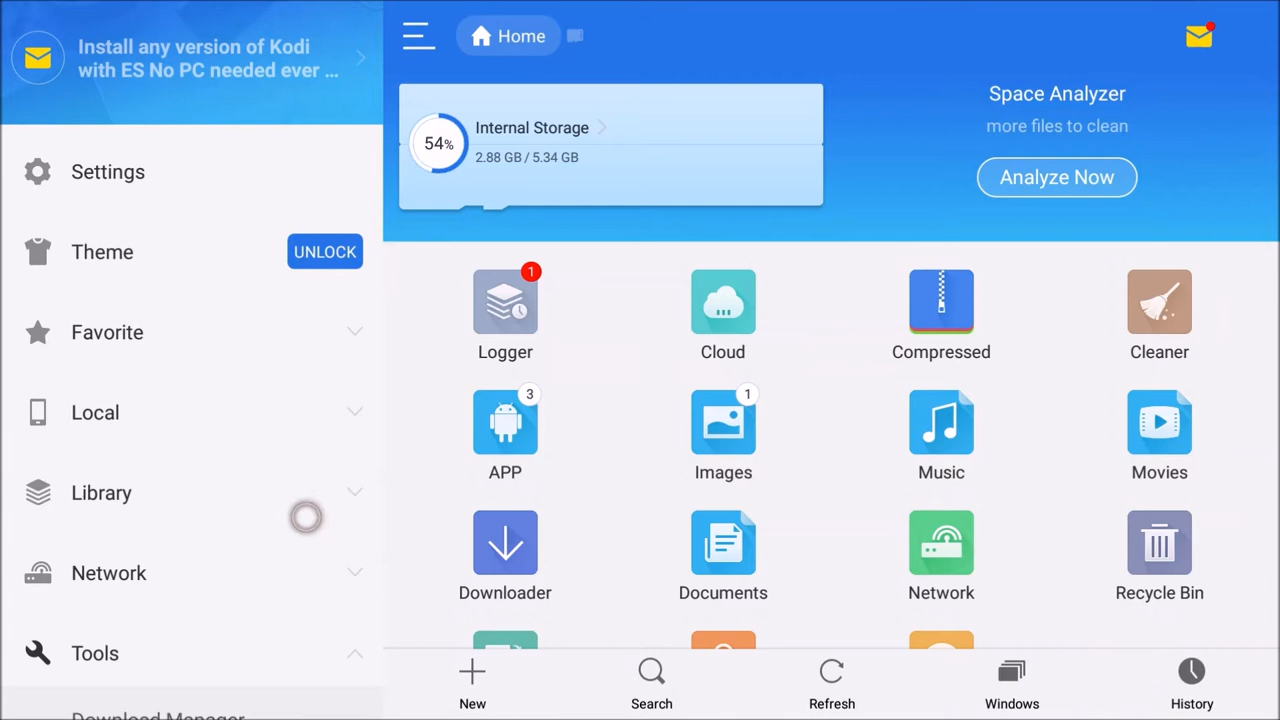 Install any version of Kodi
with ES No PC needed ever ...
Settings
Theme
UNLOCK
Favorite
Local
Library
Network
Tools
Download Manager
Home
54%
Internal Storage
2.88 GB / 5.34 GB
Space Analyzer
more files to clean
Analyze Now
1
Logger
Cloud
Compressed
Cleaner
3
APP
1
Images
Music
Movies
Downloader
Documents
Network
Recycle Bin
New
Search
Refresh
Windows
History